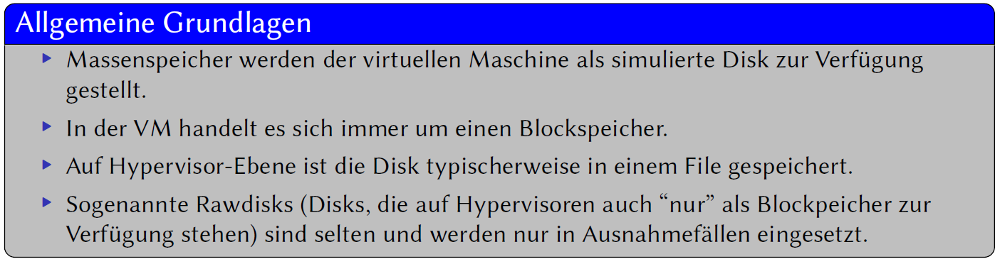 Allgemeine Grundlagen
Massenspeicher werden der virtuellen Maschine als simulierte Disk zur Verfügung
gestellt.
In der VM handelt es sich immer um einen Blockspeicher.
Auf Hypervisor-Ebene ist die Disk typischerweise in einem File gespeichert.
Sogenannte Rawdisks (Disks, die auf Hypervisoren auch “nur” als Blockpeicher zur
Verfügung stehen) sind selten und werden nur in Ausnahmefällen eingesetzt.